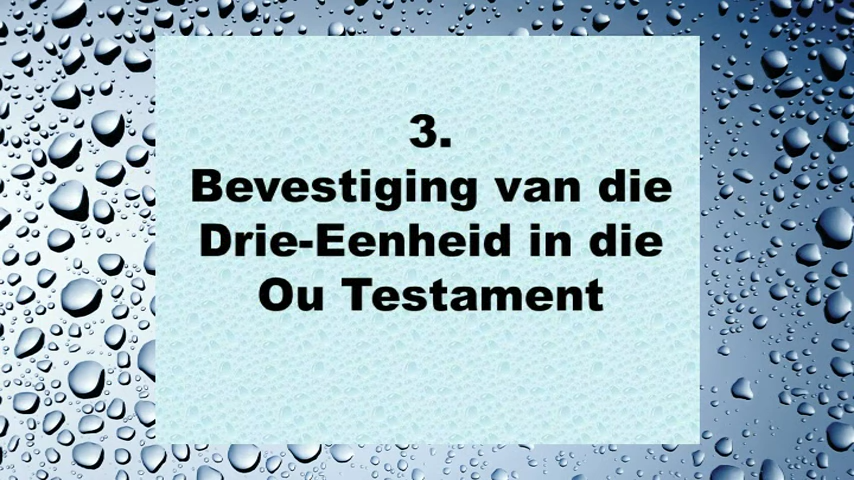 3.
Bevestiging van die
Drie-Eenheid in die
Ou Testament